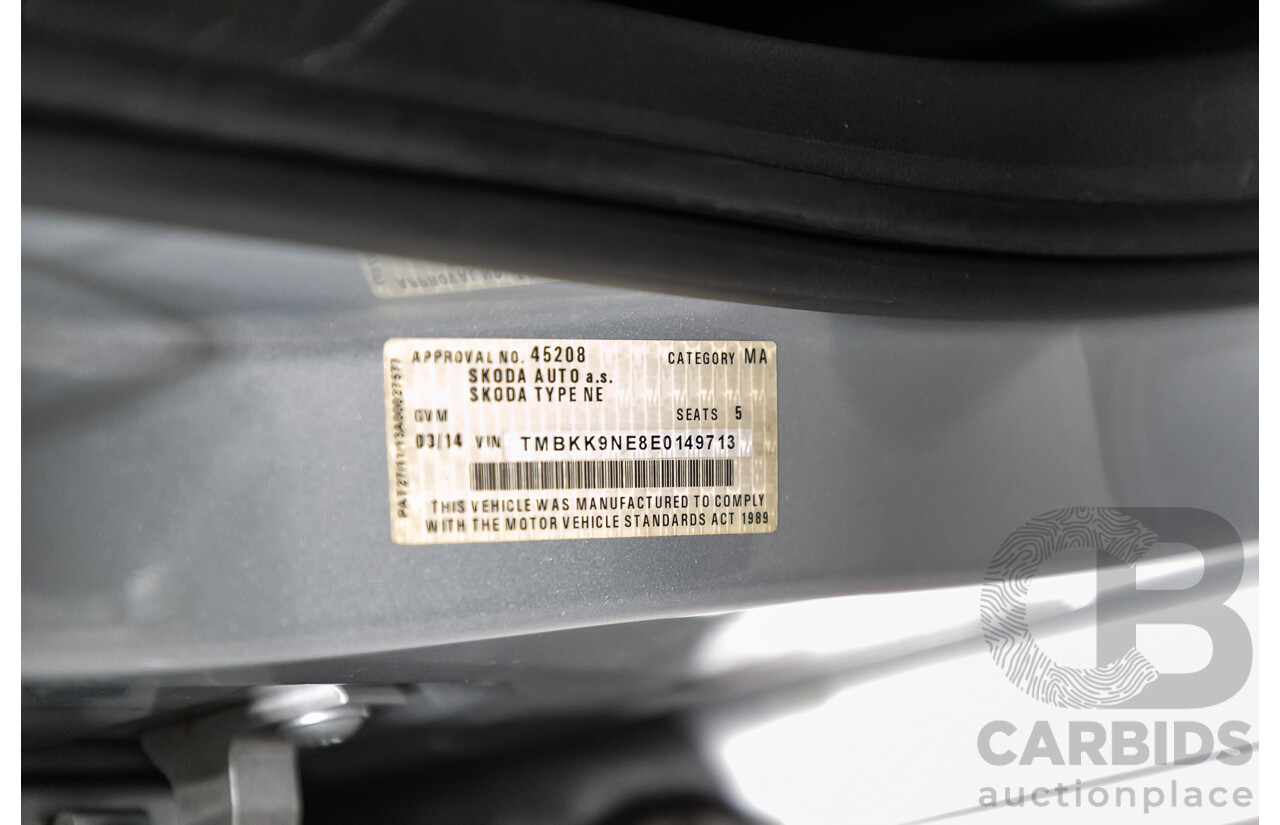 APPROVAL NO. 45208 CATEGORY MA
SKODA AUTO a.s.
SKODA TYPE NE
GVM SEATS 5
03/14 VIN TMBKK9NE8E0149713
THIS VEHICLE WAS MANUFACTURED TO COMPLY
WITH THE MOTOR VEHICLE STANDARDS ACT 1989
CB
CARBIDS
auctionplace